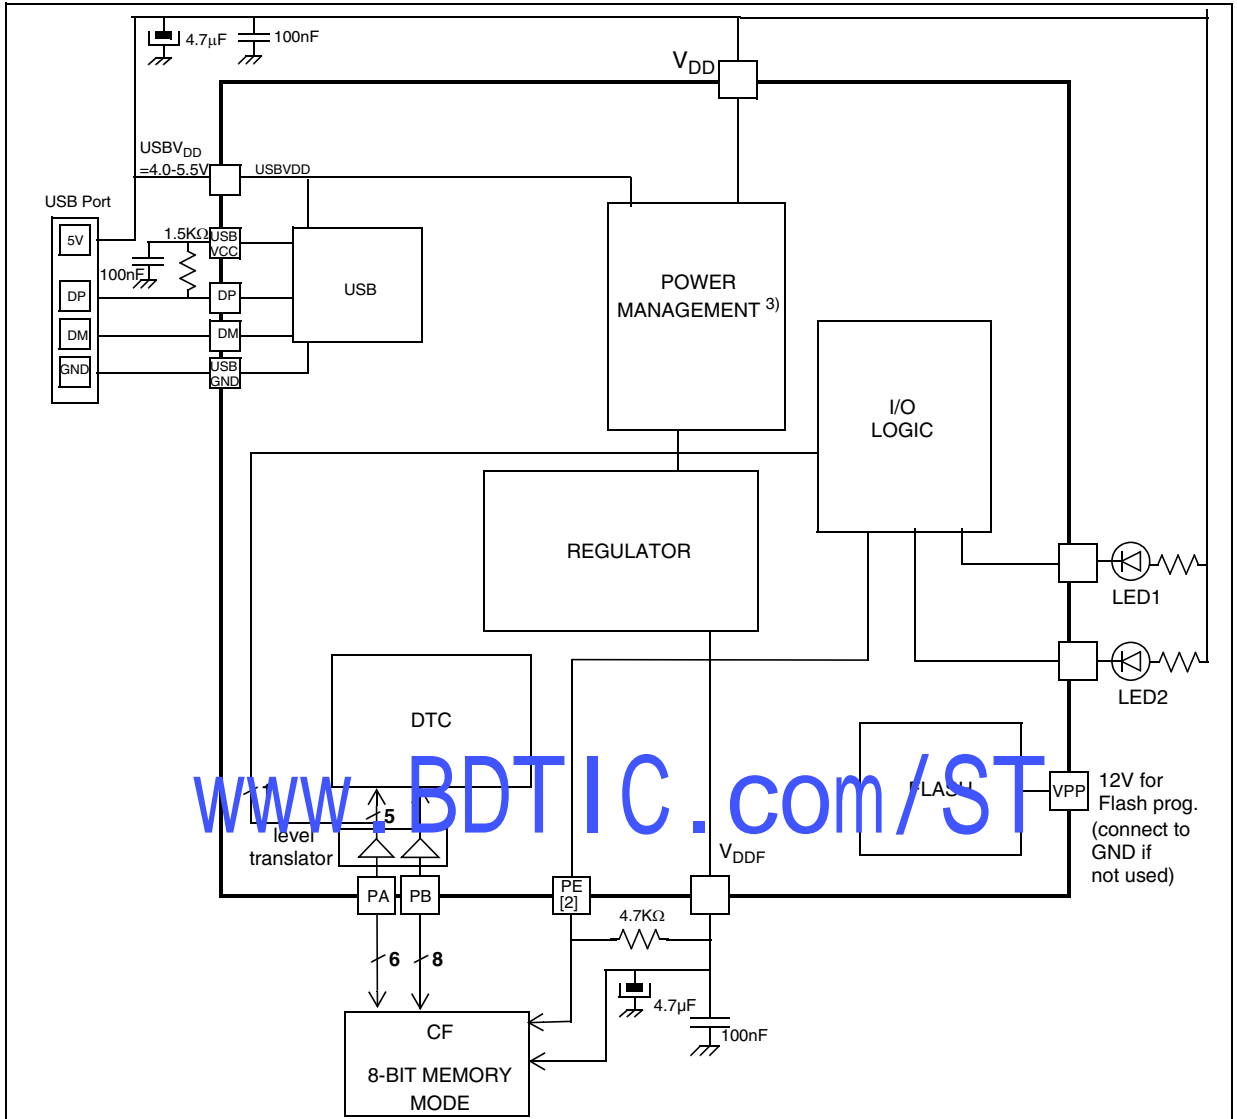 4.7µF
100nF
VDD
USBVDD
=4.0-5.5V
USBVDD
USB Port
5V
1.5KΩ
USB
VCC
100nF
DP
DP
USB
DM
DM
GND
USB
GND
POWER
MANAGEMENT 3)
I/O
LOGIC
REGULATOR
LED1
LED2
DTC
FLASH
VPP
12V for
Flash prog.
(connect to
GND if
not used)
www.BDTIC.com/ST
5
level
translator
VDDF
PA
PB
PE
[2]
4.7KΩ
6
8
4.7µF
100nF
CF
8-BIT MEMORY
MODE